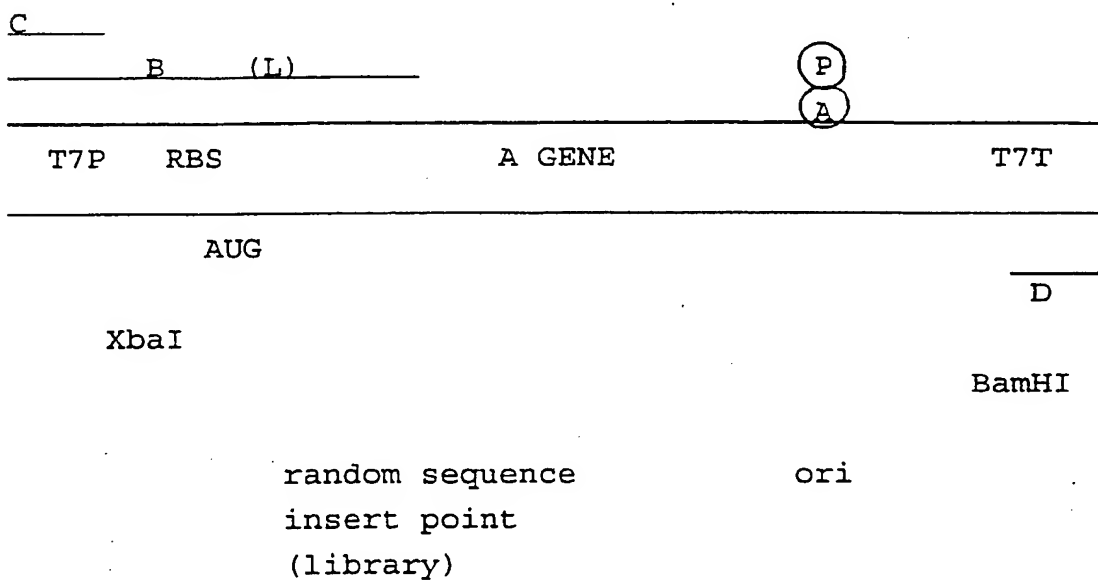 C
B (L) P
A
T7P RBS A GENE T7T
AUG
D
XbaI
BamHI
random sequence ori
insert point
(library)